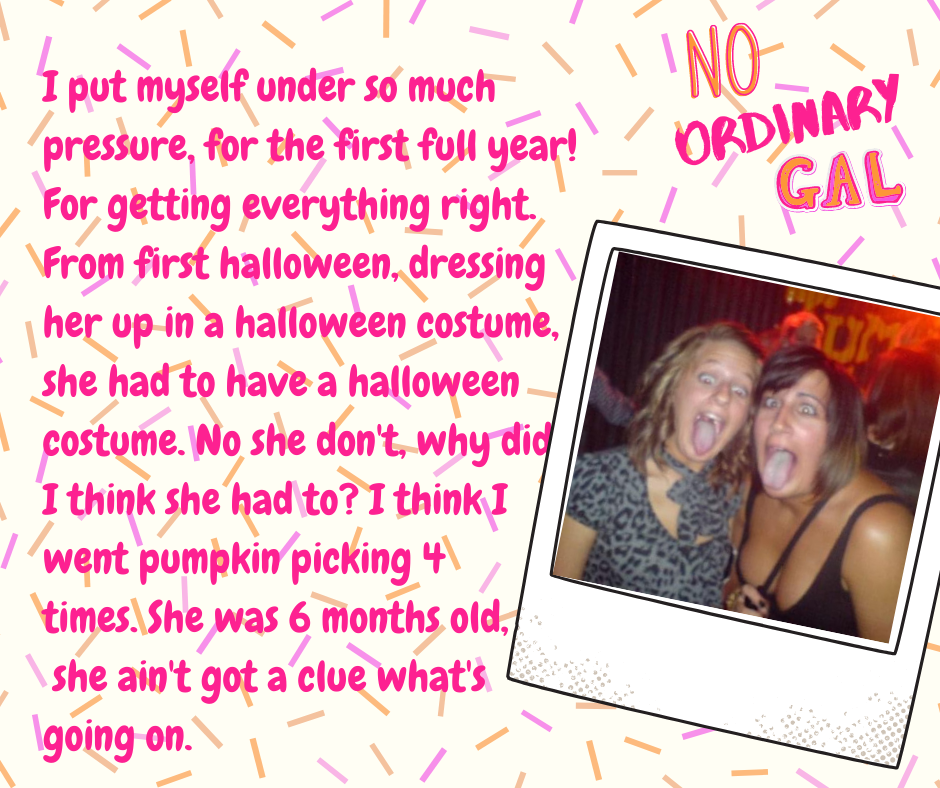 I put myself under so much
pressure, for the first full year!
For getting everything right.
From first halloween, dressing
her up in a halloween costume,
she had to have a halloween
costume. No she don't, why did
I think she had to? I think I
went pumpkin picking 4
times. She was 6 months old,
she ain't got a clue what's
going on.
NO
ORDINARY
GAL